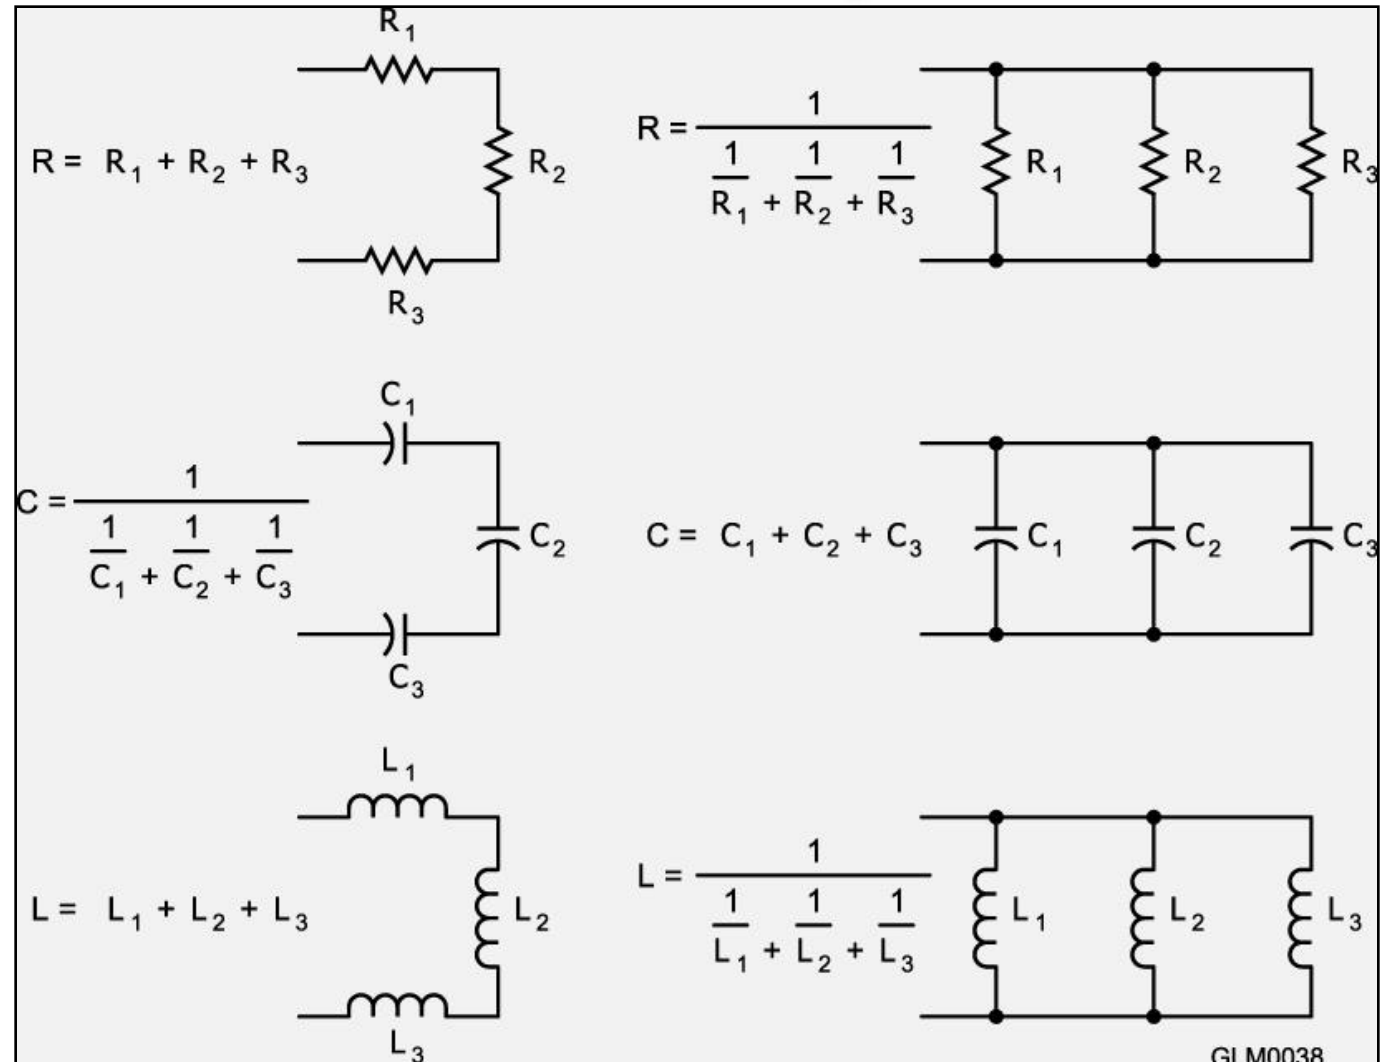 R₁
R = R₁ + R₂ + R₃
R₂
R₃
R = 1 / (1/R₁ + 1/R₂ + 1/R₃)
R₁
R₂
R₃
C₁
C = 1 / (1/C₁ + 1/C₂ + 1/C₃)
C₂
C₃
C = C₁ + C₂ + C₃
C₁
C₂
C₃
L₁
L = L₁ + L₂ + L₃
L₂
L₃
L = 1 / (1/L₁ + 1/L₂ + 1/L₃)
L₁
L₂
L₃
GLM0038